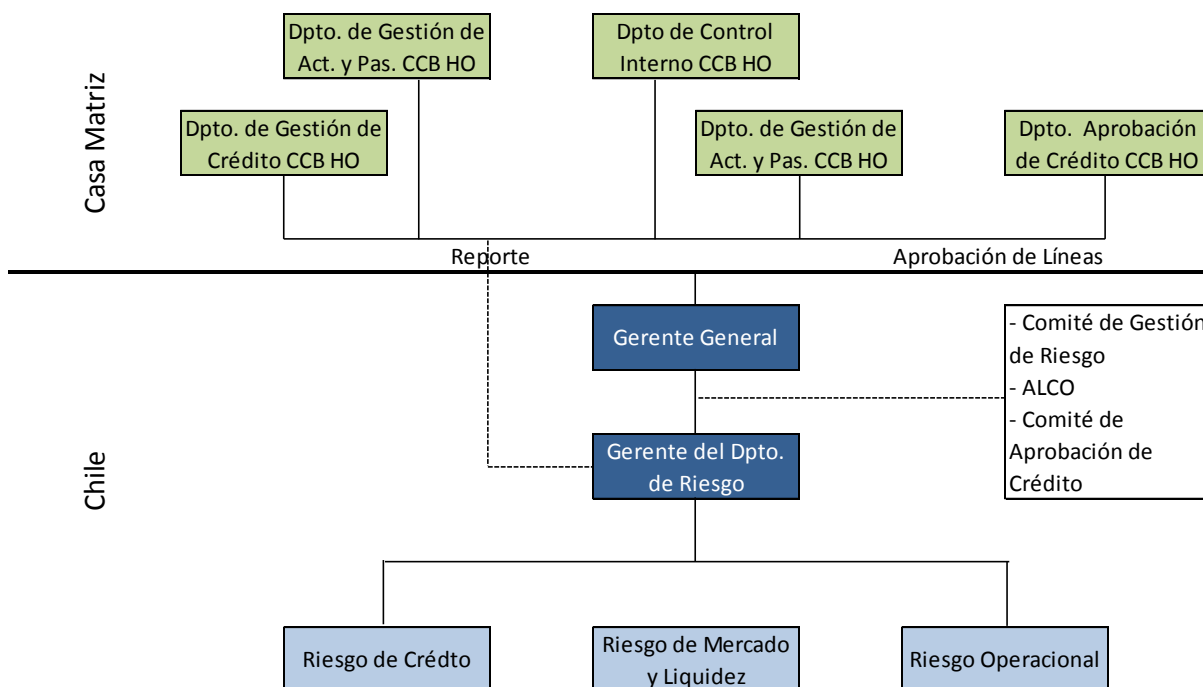 Casa Matriz
Dpto. de Gestión de
Act. y Pas. CCB HO
Dpto de Control
Interno CCB HO
Dpto. de Gestión de
Crédito CCB HO
Dpto. de Gestión de
Act. y Pas. CCB HO
Dpto. Aprobación
de Crédito CCB HO
Reporte
Aprobación de Líneas
Chile
Gerente General
- Comité de Gestión
de Riesgo
- ALCO
- Comité de
Aprobación de
Crédito
Gerente del Dpto.
de Riesgo
Riesgo de Crédto
Riesgo de Mercado
y Liquidez
Riesgo Operacional